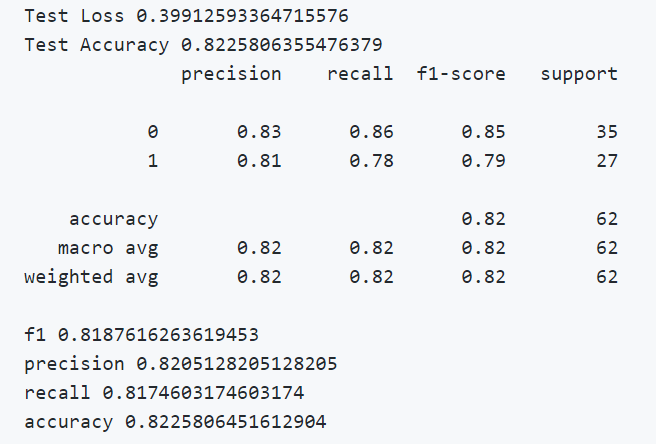 Test Loss 0.39912593364715576
Test Accuracy 0.8225806355476379
precision recall f1-score support
0 0.83 0.86 0.85 35
1 0.81 0.78 0.79 27
accuracy 0.82 62
macro avg 0.82 0.82 0.82 62
weighted avg 0.82 0.82 0.82 62
f1 0.8187616263619453
precision 0.8205128205128205
recall 0.8174603174603174
accuracy 0.8225806451612904